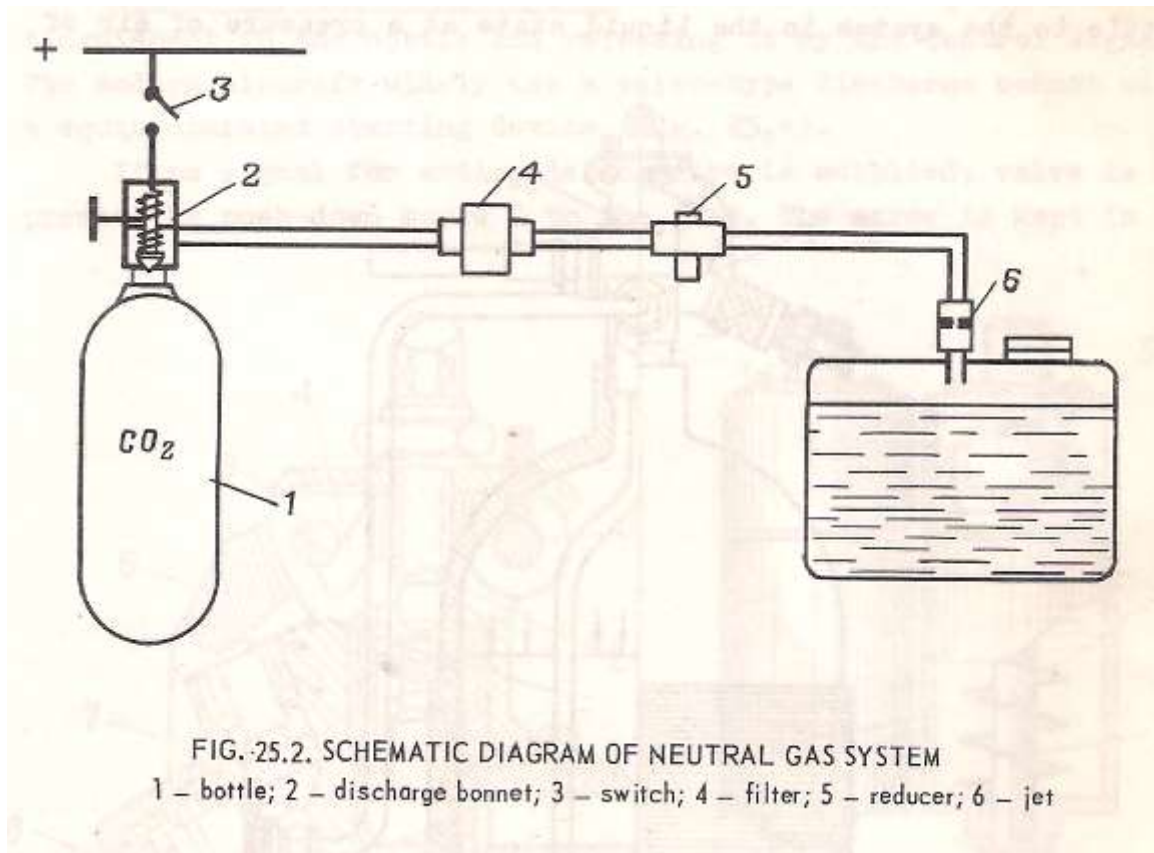 +
3
2
4
5
6
CO₂
1
FIG. 25.2. SCHEMATIC DIAGRAM OF NEUTRAL GAS SYSTEM
1 – bottle; 2 – discharge bonnet; 3 – switch; 4 – filter; 5 – reducer; 6 – jet